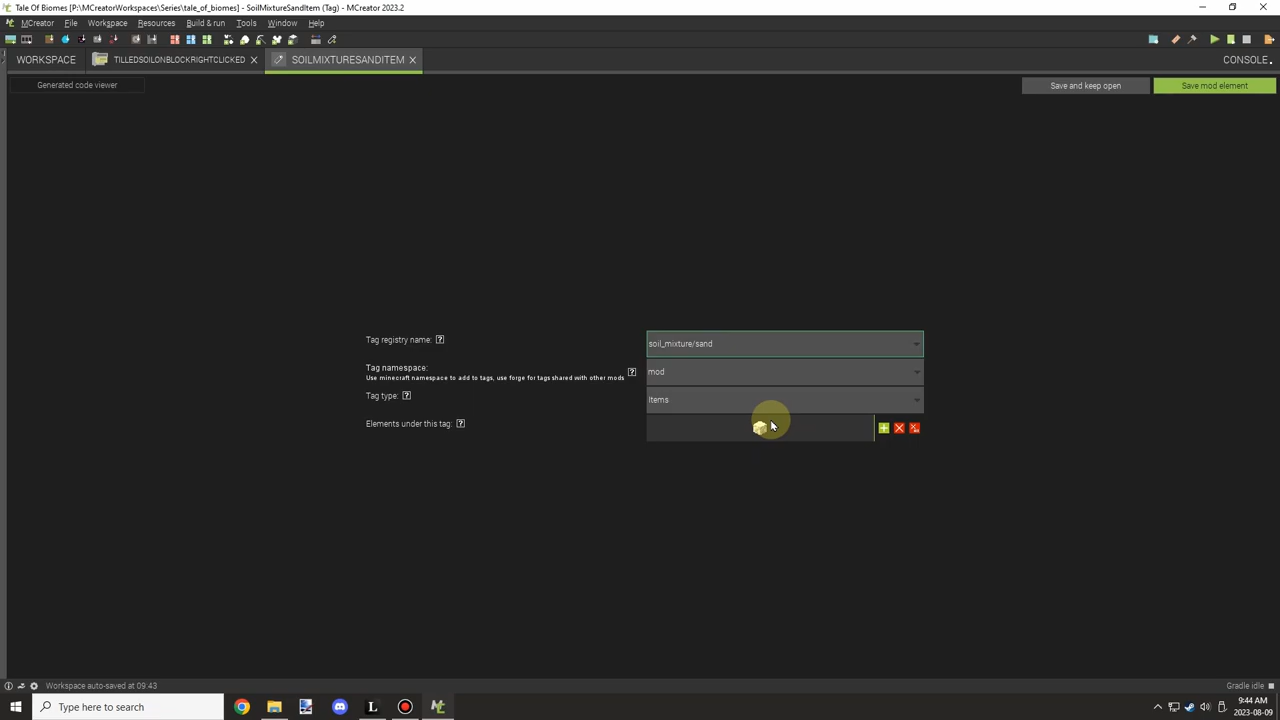 Tale Of Biomes [P:\MCreatorWorkspaces\Series\tale_of_biomes] - SoilMixtureSandItem (Tag) - MCreator 2023.2
MCreator File Workspace Resources Build & run Tools Window Help
WORKSPACE TILLEDSOILONBLOCKRIGHTCLICKED SOILMIXTURESANDITEM CONSOLE
Generated code viewer Save and keep open Save mod element
Tag registry name: ? soil_mixture/sand
Tag namespace: mod
Use minecraft namespace to add to tags, use forge for tags shared with other mods ?
Tag type: ? Items
Elements under this tag: ?
Workspace auto-saved at 09:43 Gradle idle
Type here to search
9:44 AM
2023-08-09